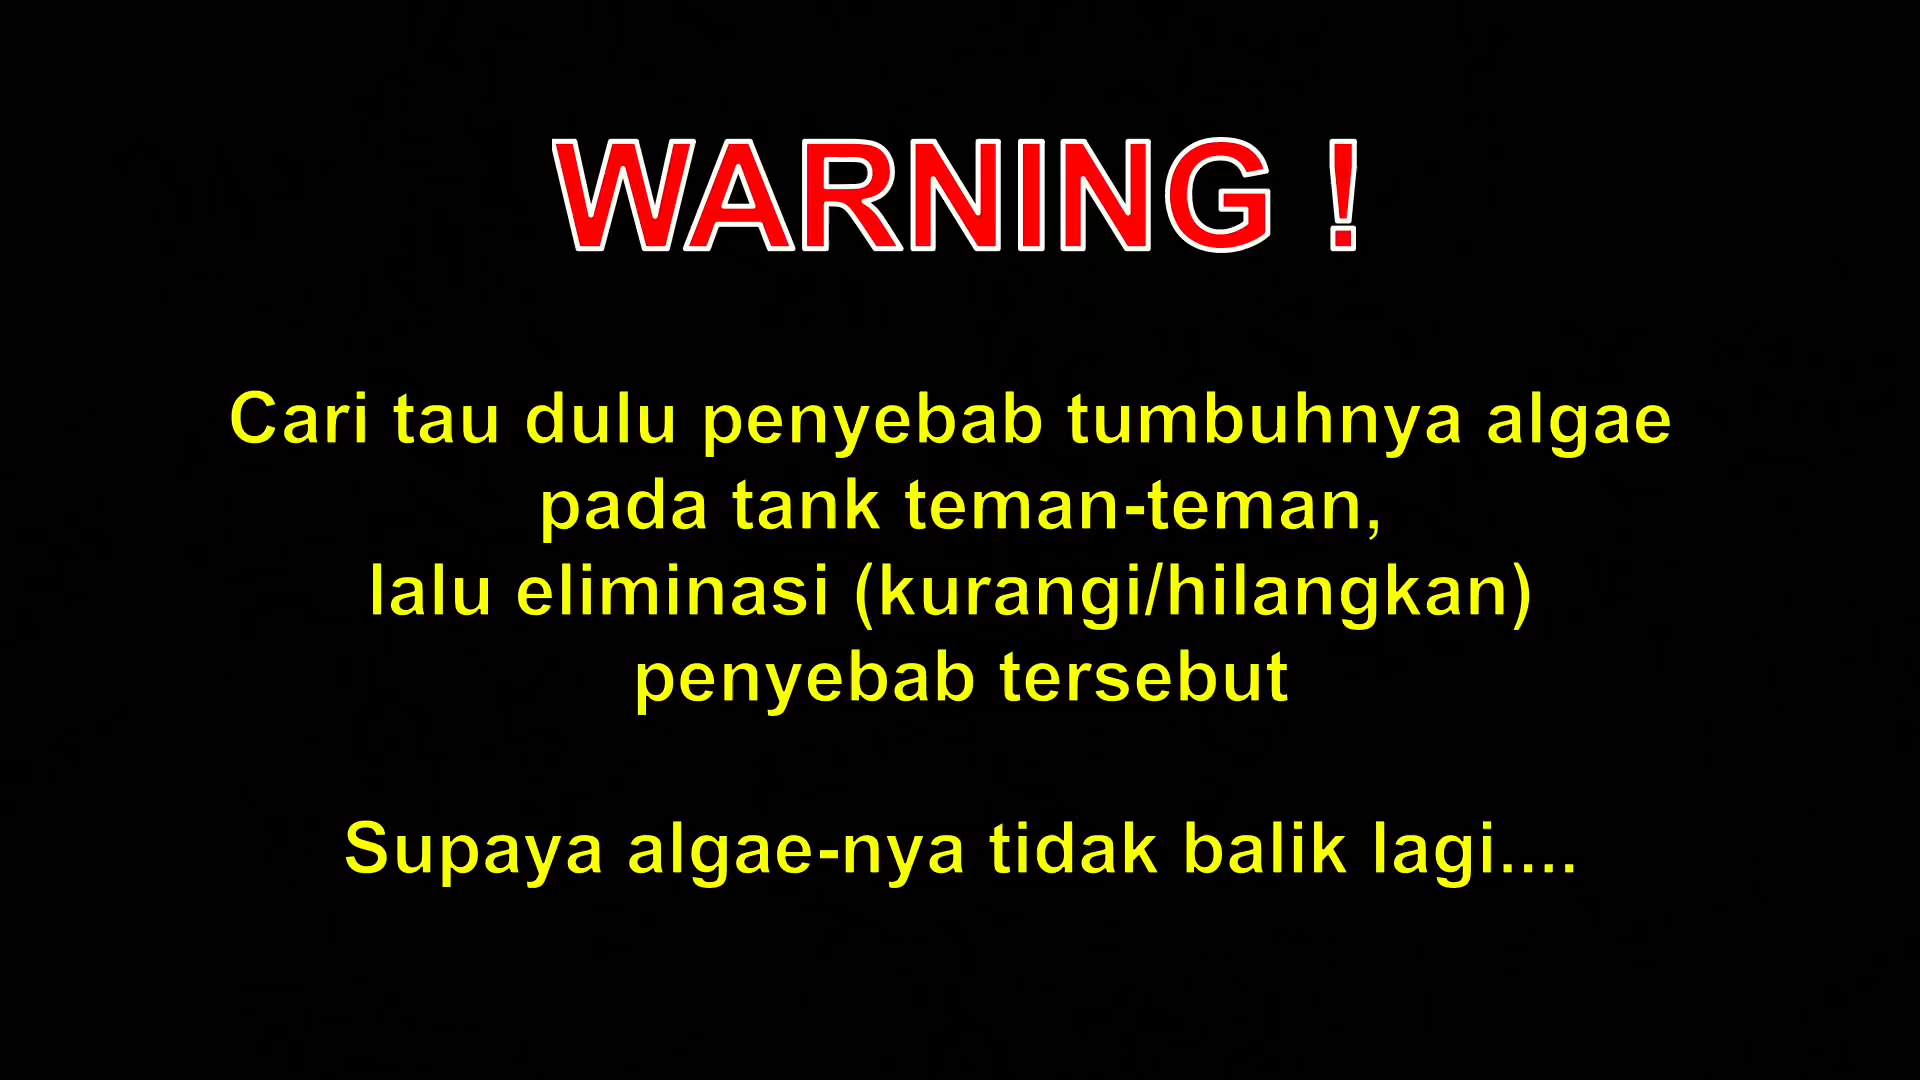 WARNING !
Cari tau dulu penyebab tumbuhnya algae
pada tank teman-teman,
lalu eliminasi (kurangi/hilangkan)
penyebab tersebut
Supaya algae-nya tidak balik lagi....